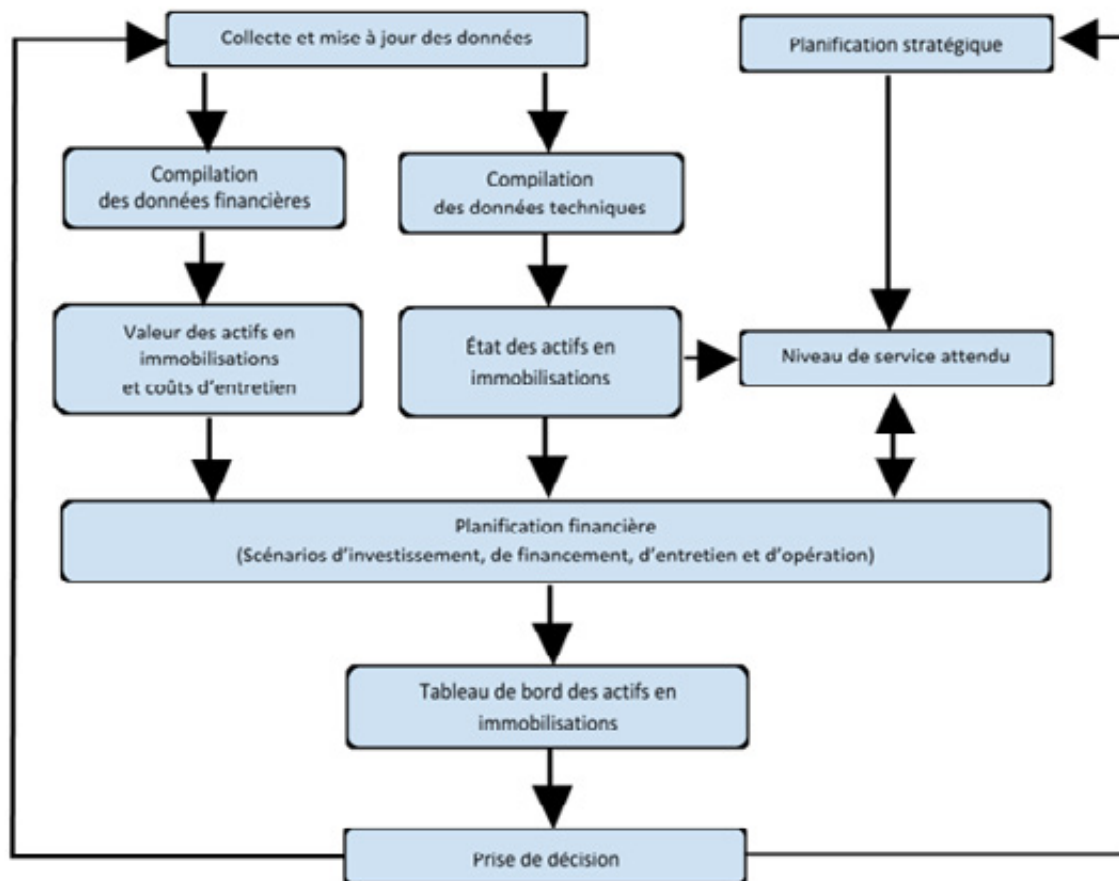 Collecte et mise à jour des données
Planification stratégique
Compilation
des données financières
Compilation
des données techniques
Valeur des actifs en
immobilisations
et coûts d'entretien
État des actifs en
immobilisations
Niveau de service attendu
Planification financière
(Scénarios d'investissement, de financement, d'entretien et d'opération)
Tableau de bord des actifs en
immobilisations
Prise de décision